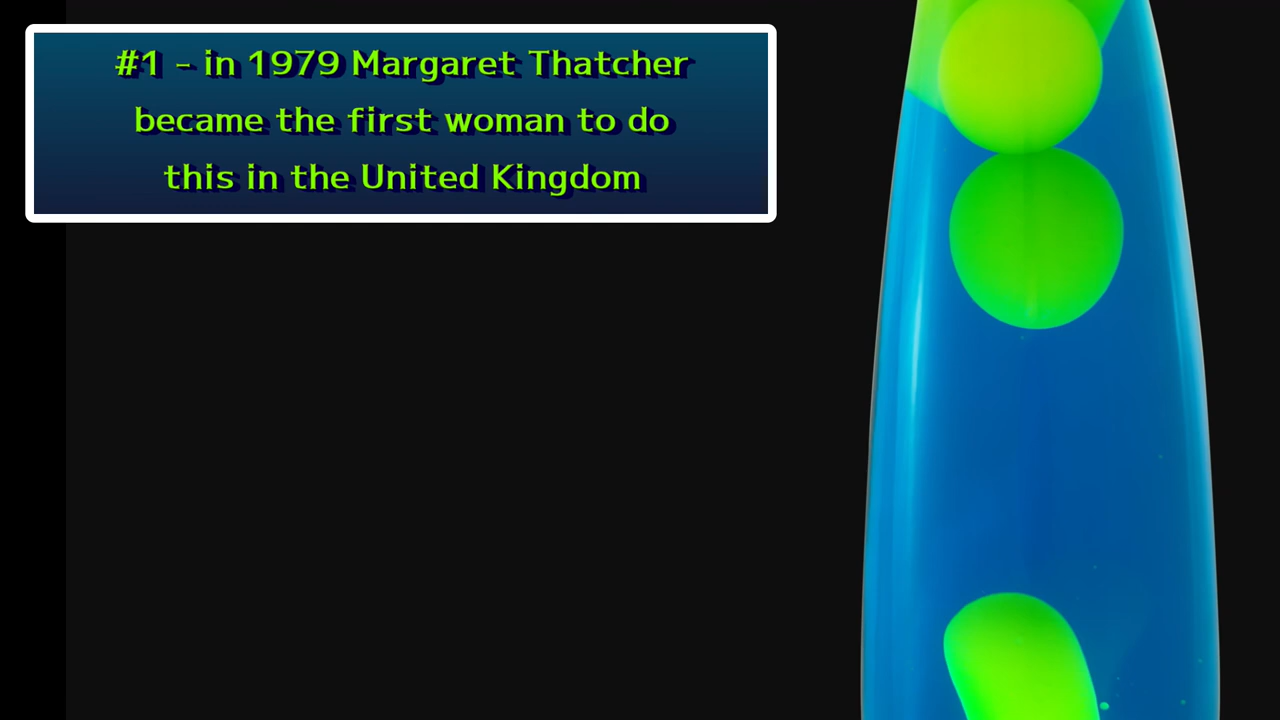 #1 - in 1979 Margaret Thatcher
became the first woman to do
this in the United Kingdom